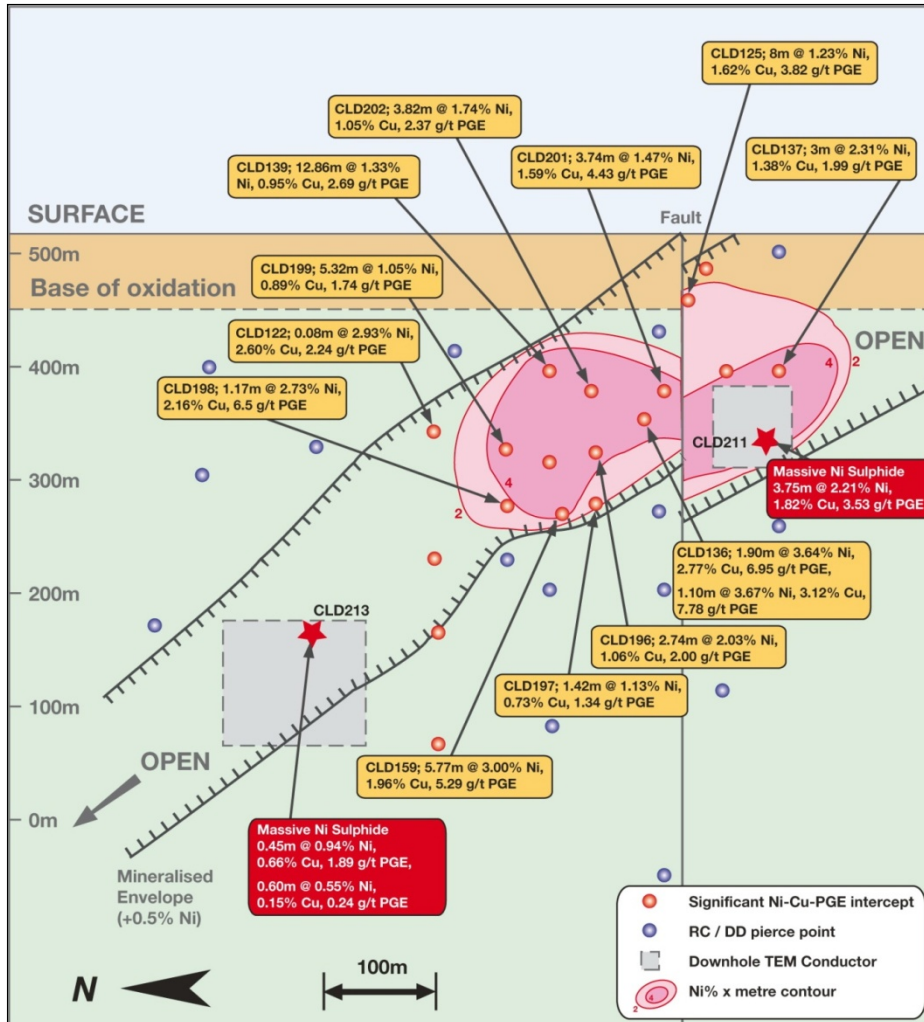 CLD125; 8m @ 1.23% Ni,
1.62% Cu, 3.82 g/t PGE
CLD202; 3.82m @ 1.74% Ni,
1.05% Cu, 2.37 g/t PGE
CLD137; 3m @ 2.31% Ni,
1.38% Cu, 1.99 g/t PGE
CLD139; 12.86m @ 1.33%
Ni, 0.95% Cu, 2.69 g/t PGE
CLD201; 3.74m @ 1.47% Ni,
1.59% Cu, 4.43 g/t PGE
SURFACE
Fault
500m
CLD199; 5.32m @ 1.05% Ni,
0.89% Cu, 1.74 g/t PGE
Base of oxidation
CLD122; 0.08m @ 2.93% Ni,
2.60% Cu, 2.24 g/t PGE
OPEN
400m
4
2
CLD198; 1.17m @ 2.73% Ni,
2.16% Cu, 6.5 g/t PGE
CLD211
Massive Ni Sulphide
3.75m @ 2.21% Ni,
1.82% Cu, 3.53 g/t PGE
300m
4
2
CLD136; 1.90m @ 3.64% Ni,
2.77% Cu, 6.95 g/t PGE,
1.10m @ 3.67% Ni, 3.12% Cu,
7.78 g/t PGE
200m
CLD213
CLD196; 2.74m @ 2.03% Ni,
1.06% Cu, 2.00 g/t PGE
CLD197; 1.42m @ 1.13% Ni,
0.73% Cu, 1.34 g/t PGE
100m
OPEN
CLD159; 5.77m @ 3.00% Ni,
1.96% Cu, 5.29 g/t PGE
0m
Massive Ni Sulphide
0.45m @ 0.94% Ni,
0.66% Cu, 1.89 g/t PGE,
0.60m @ 0.55% Ni,
0.15% Cu, 0.24 g/t PGE
Mineralised
Envelope
(+0.5% Ni)
N
100m
Significant Ni-Cu-PGE intercept
RC / DD pierce point
Downhole TEM Conductor
2 4 Ni% x metre contour